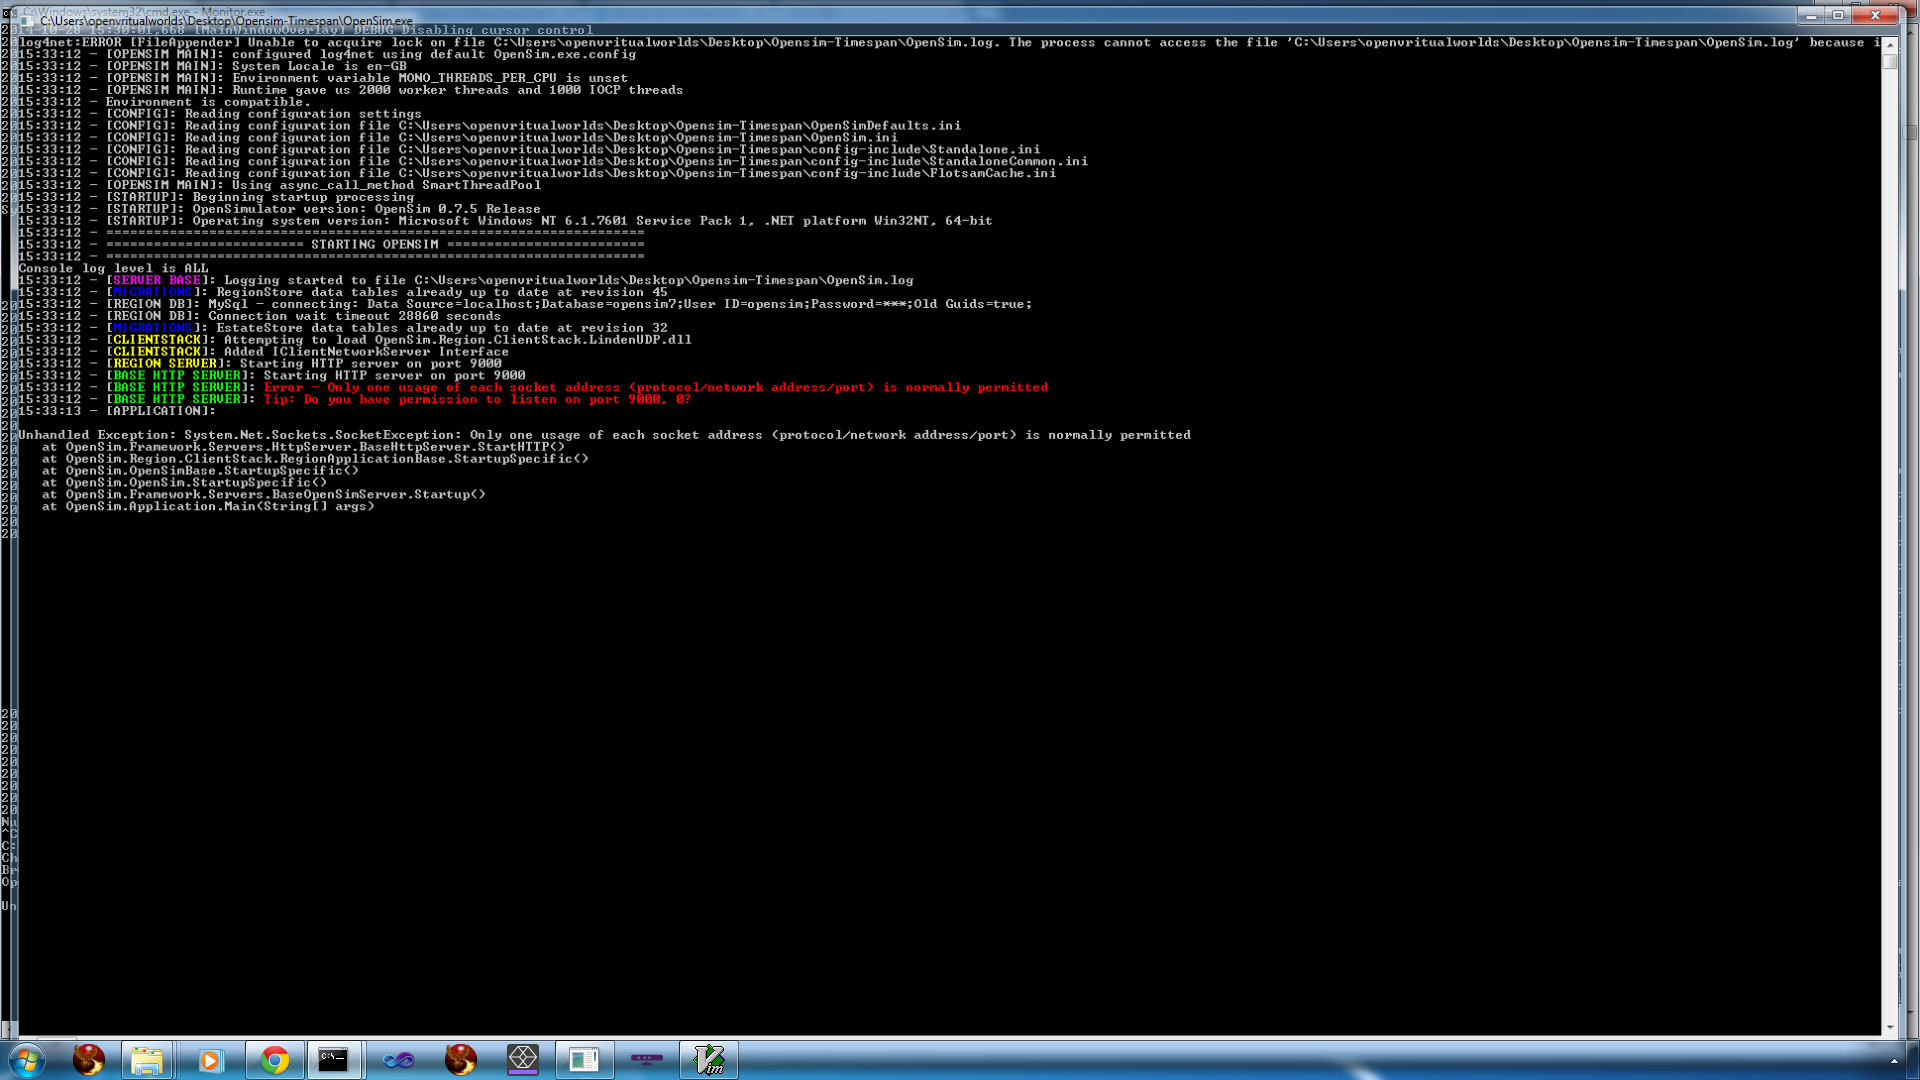 C:\Windows\system32\cmd.exe - Monitor.exe
C:\Users\openvritualworlds\Desktop\Opensim-Timespan\OpenSim.exe
2014-10-28 15:30:01,668 [MainWindowOverlay] DEBUG Disabling cursor control
log4net:ERROR [FileAppender] Unable to acquire lock on file C:\Users\openvritualworlds\Desktop\Opensim-Timespan\OpenSim.log. The process cannot access the file 'C:\Users\openvritualworlds\Desktop\Opensim-Timespan\OpenSim.log' because i
15:33:12 - [OPENSIM MAIN]: configured log4net using default OpenSim.exe.config
15:33:12 - [OPENSIM MAIN]: System Locale is en-GB
15:33:12 - [OPENSIM MAIN]: Environment variable MONO_THREADS_PER_CPU is unset
15:33:12 - [OPENSIM MAIN]: Runtime gave us 2000 worker threads and 1000 IOCP threads
15:33:12 - Environment is compatible.
15:33:12 - [CONFIG]: Reading configuration settings
15:33:12 - [CONFIG]: Reading configuration file C:\Users\openvritualworlds\Desktop\Opensim-Timespan\OpenSimDefaults.ini
15:33:12 - [CONFIG]: Reading configuration file C:\Users\openvritualworlds\Desktop\Opensim-Timespan\OpenSim.ini
15:33:12 - [CONFIG]: Reading configuration file C:\Users\openvritualworlds\Desktop\Opensim-Timespan\config-include\Standalone.ini
15:33:12 - [CONFIG]: Reading configuration file C:\Users\openvritualworlds\Desktop\Opensim-Timespan\config-include\StandaloneCommon.ini
15:33:12 - [CONFIG]: Reading configuration file C:\Users\openvritualworlds\Desktop\Opensim-Timespan\config-include\FlotsamCache.ini
15:33:12 - [OPENSIM MAIN]: Using async_call_method SmartThreadPool
15:33:12 - [STARTUP]: Beginning startup processing
15:33:12 - [STARTUP]: OpenSimulator version: OpenSim 0.7.5 Release
15:33:12 - [STARTUP]: Operating system version: Microsoft Windows NT 6.1.7601 Service Pack 1, .NET platform Win32NT, 64-bit
15:33:12 - ====================================================================
15:33:12 - ========================= STARTING OPENSIM =========================
15:33:12 - ====================================================================
Console log level is ALL
15:33:12 - [SERVER BASE]: Logging started to file C:\Users\openvritualworlds\Desktop\Opensim-Timespan\OpenSim.log
15:33:12 - [MIGRATIONS]: RegionStore data tables already up to date at revision 45
15:33:12 - [REGION DB]: MySql - connecting: Data Source=localhost;Database=opensim7;User ID=opensim;Password=***;Old Guids=true;
15:33:12 - [REGION DB]: Connection wait timeout 28860 seconds
15:33:12 - [MIGRATIONS]: EstateStore data tables already up to date at revision 32
15:33:12 - [CLIENTSTACK]: Attempting to load OpenSim.Region.ClientStack.LindenUDP.dll
15:33:12 - [CLIENTSTACK]: Added IClientNetworkServer Interface
15:33:12 - [REGION SERVER]: Starting HTTP server on port 9000
15:33:12 - [BASE HTTP SERVER]: Starting HTTP server on port 9000
15:33:12 - [BASE HTTP SERVER]: Error - Only one usage of each socket address (protocol/network address/port) is normally permitted
15:33:12 - [BASE HTTP SERVER]: Tip: Do you have permission to listen on port 9000, 0?
15:33:13 - [APPLICATION]:
Unhandled Exception: System.Net.Sockets.SocketException: Only one usage of each socket address (protocol/network address/port) is normally permitted
at OpenSim.Framework.Servers.HttpServer.BaseHttpServer.StartHTTP()
at OpenSim.Region.ClientStack.RegionApplicationBase.StartupSpecific()
at OpenSim.OpenSimBase.StartupSpecific()
at OpenSim.OpenSim.StartupSpecific()
at OpenSim.Framework.Servers.BaseOpenSimServer.Startup()
at OpenSim.Application.Main(String[] args)